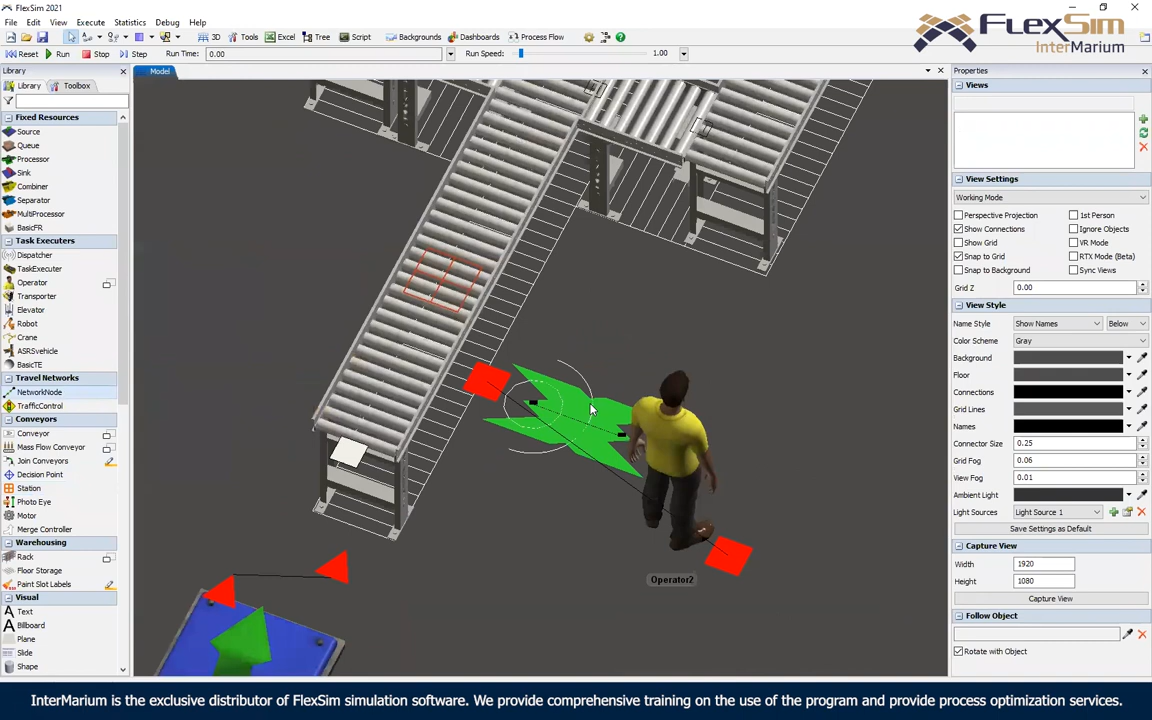 FlexSim 2021
File Edit View Execute Statistics Debug Help
3D Tools Excel Tree Script Backgrounds Dashboards Process Flow
Reset Run Stop Step Run Time: 0.00 Run Speed: 1.00
FLEXSIM
InterMarium
Library
Library Toolbox
Fixed Resources
Source
Queue
Processor
Sink
Combiner
Separator
MultiProcessor
BasicFR
Task Executers
Dispatcher
TaskExecuter
Operator
Transporter
Elevator
Robot
Crane
ASRSvehicle
BasicTE
Travel Networks
NetworkNode
TrafficControl
Conveyors
Conveyor
Mass Flow Conveyor
Join Conveyors
Decision Point
Station
Photo Eye
Motor
Merge Controller
Warehousing
Rack
Floor Storage
Paint Slot Labels
Visual
Text
Billboard
Plane
Slide
Shape
Model
Operator2
Properties
Views
View Settings
Working Mode
Perspective Projection 1st Person
Show Connections Ignore Objects
Show Grid VR Mode
Snap to Grid RTX Mode (Beta)
Snap to Background Sync Views
Grid Z 0.00
View Style
Name Style Show Names Below
Color Scheme Gray
Background
Floor
Connections
Grid Lines
Names
Connector Size 0.25
Grid Fog 0.06
View Fog 0.01
Ambient Light
Light Sources Light Source 1
Save Settings as Default
Capture View
Width 1920
Height 1080
Capture View
Follow Object
Rotate with Object
InterMarium is the exclusive distributor of FlexSim simulation software. We provide comprehensive training on the use of the program and provide process optimization services.